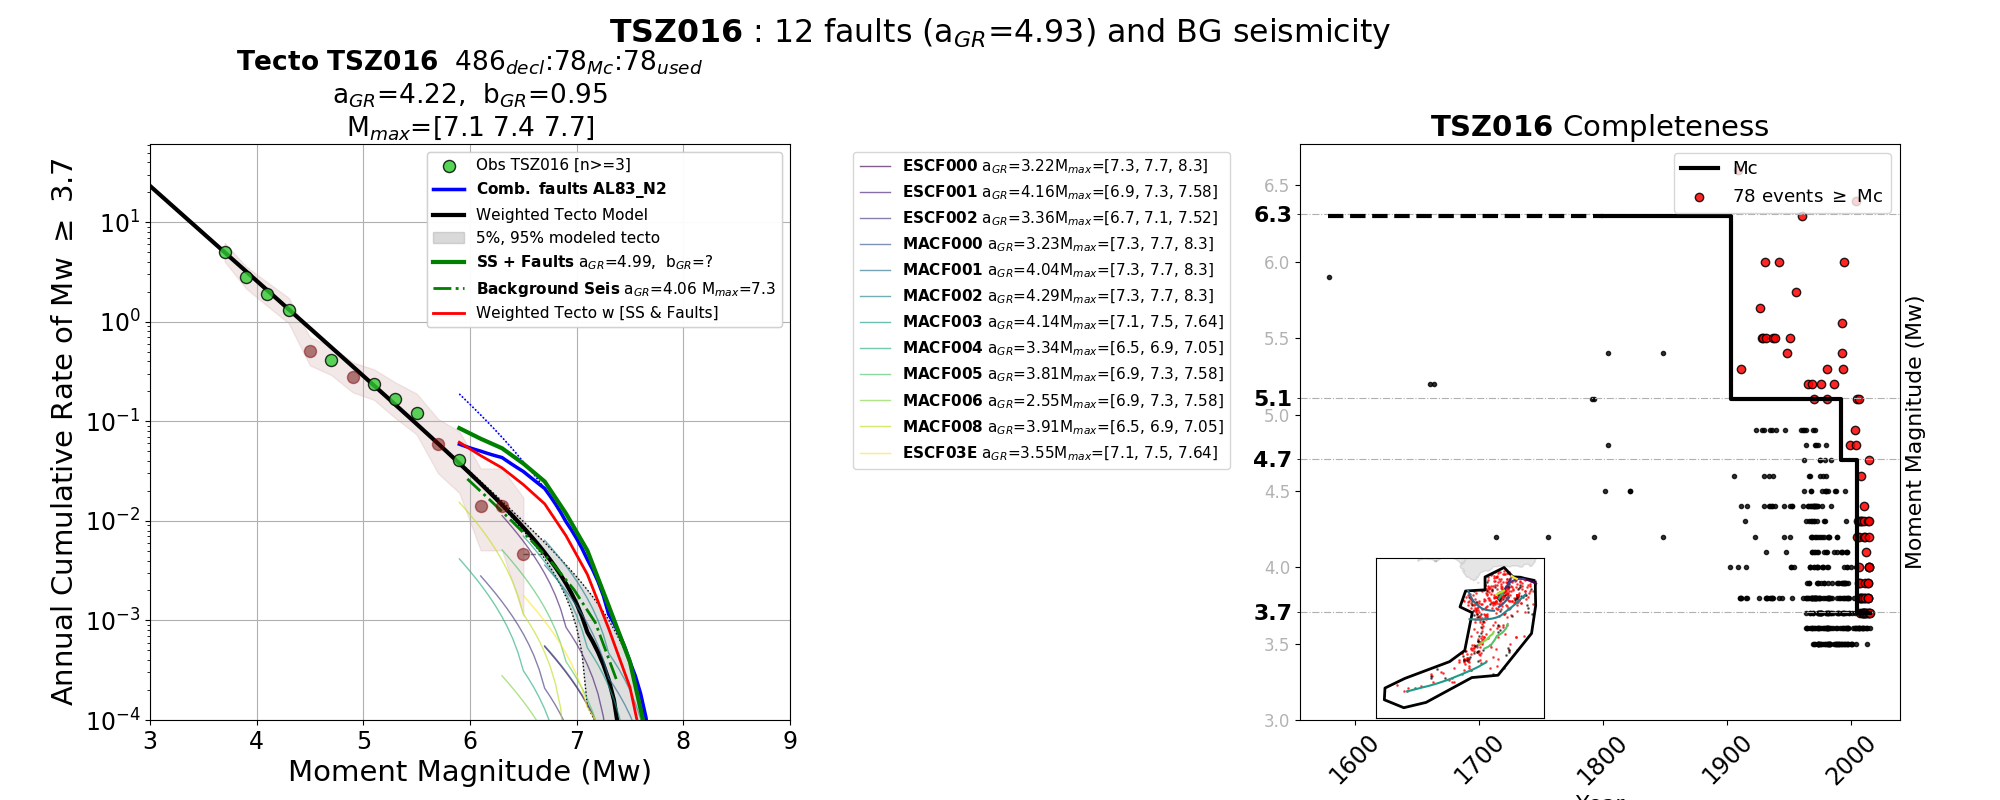 TSZ016 : 12 faults (aGR=4.93) and BG seismicity
Tecto TSZ016 486decl:78Mc:78used
aGR=4.22, bGR=0.95
Mmax=[7.1 7.4 7.7]
Annual Cumulative Rate of Mw ≥ 3.7
10^1
10^0
10^-1
10^-2
10^-3
10^-4
3 4 5 6 7 8 9
Moment Magnitude (Mw)
Obs TSZ016 [n>=3]
Comb. faults AL83_N2
Weighted Tecto Model
5%, 95% modeled tecto
SS + Faults aGR=4.99, bGR=?
Background Seis aGR=4.06 Mmax=7.3
Weighted Tecto w [SS & Faults]
ESCF000 aGR=3.22Mmax=[7.3, 7.7, 8.3]
ESCF001 aGR=4.16Mmax=[6.9, 7.3, 7.58]
ESCF002 aGR=3.36Mmax=[6.7, 7.1, 7.52]
MACF000 aGR=3.23Mmax=[7.3, 7.7, 8.3]
MACF001 aGR=4.04Mmax=[7.3, 7.7, 8.3]
MACF002 aGR=4.29Mmax=[7.3, 7.7, 8.3]
MACF003 aGR=4.14Mmax=[7.1, 7.5, 7.64]
MACF004 aGR=3.34Mmax=[6.5, 6.9, 7.05]
MACF005 aGR=3.81Mmax=[6.9, 7.3, 7.58]
MACF006 aGR=2.55Mmax=[6.9, 7.3, 7.58]
MACF008 aGR=3.91Mmax=[6.5, 6.9, 7.05]
ESCF03E aGR=3.55Mmax=[7.1, 7.5, 7.64]
TSZ016 Completeness
Mc
78 events ≥ Mc
6.5
6.3
6.0
5.5
5.1
5.0
4.7
4.5
4.0
3.7
3.5
3.0
Moment Magnitude (Mw)
1600 1700 1800 1900 2000
Year